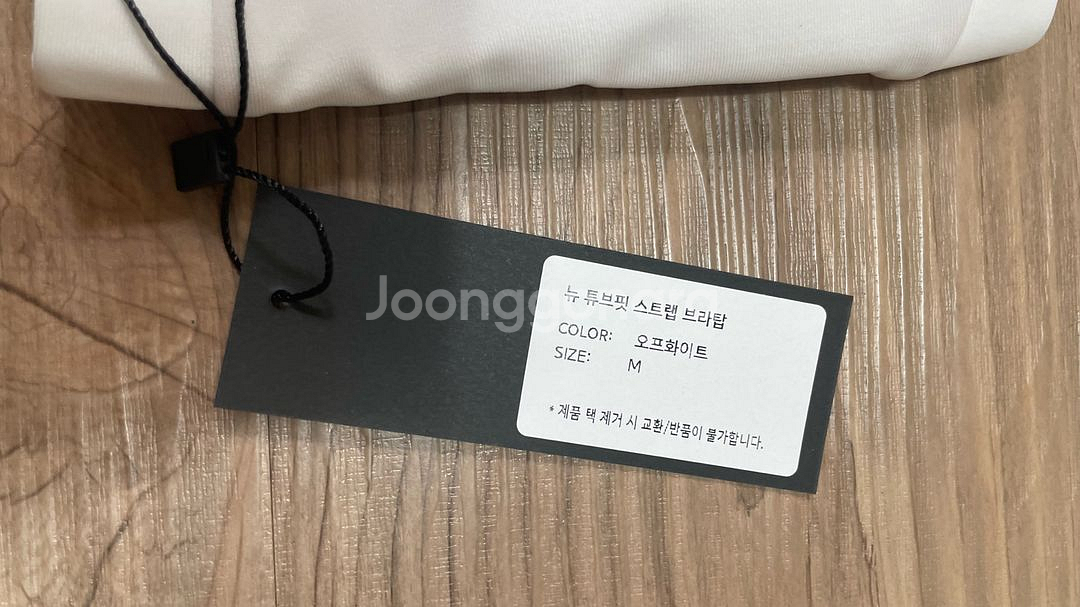 Joonggonara
뉴 튜브핏 스트랩 브라탑
COLOR: 오프화이트
SIZE: M
* 제품 택 제거 시 교환/반품이 불가합니다.